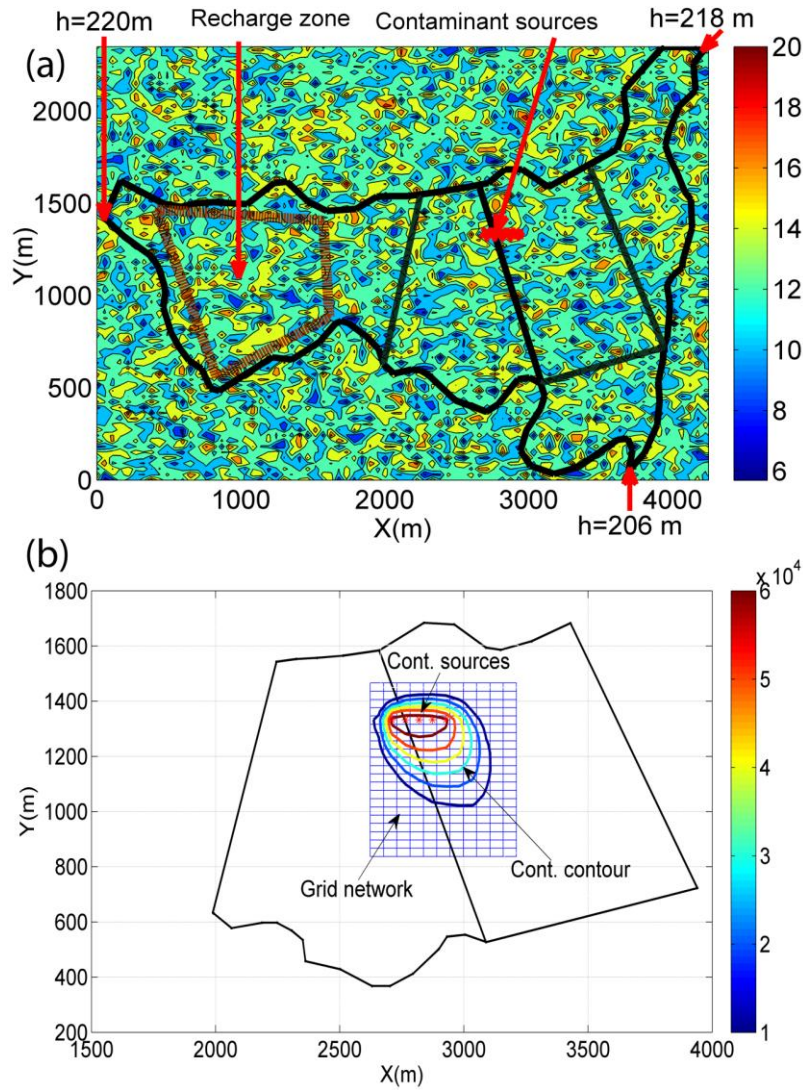 h=220m
Recharge zone
Contaminant sources
h=218 m
(a)
2000
1500
1000
500
0
Y(m)
0
1000
2000
3000
4000
X(m)
h=206 m
20
18
16
14
12
10
8
6
(b)
x 10^4
1800
1600
1400
1200
1000
800
600
400
200
Y(m)
Cont. sources
Cont. contour
Grid network
1500
2000
2500
3000
3500
4000
X(m)
6
5
4
3
2
1